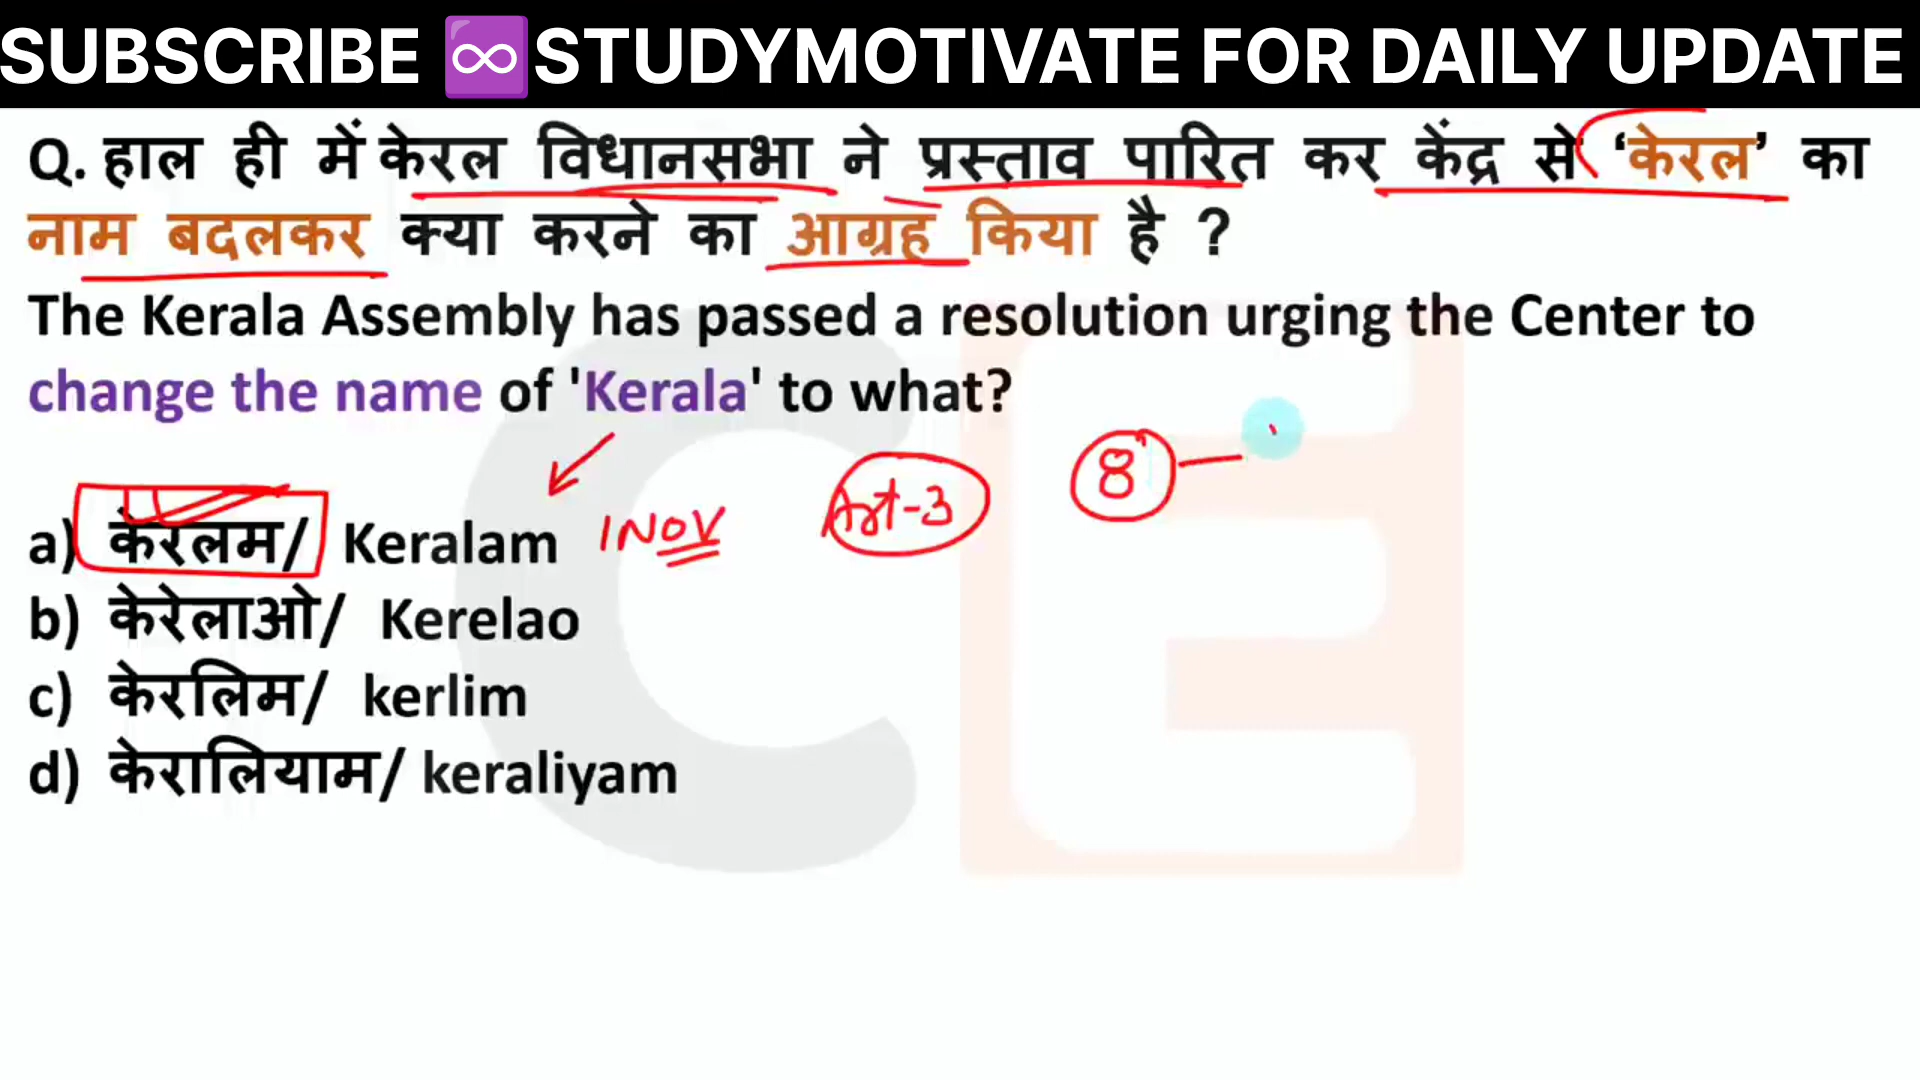 SUBSCRIBE ♾️STUDYMOTIVATE FOR DAILY UPDATE
Q. हाल ही में केरल विधानसभा ने प्रस्ताव पारित कर केंद्र से ‘केरल’ का
नाम बदलकर क्या करने का आग्रह किया है ?
The Kerala Assembly has passed a resolution urging the Center to
change the name of 'Kerala' to what?
8
Art-3
a) केरलम/ Keralam 1NOV
b) केरेलाओ/ Kerelao
c) केरलिम/ kerlim
d) केरालियाम/ keraliyam
CE